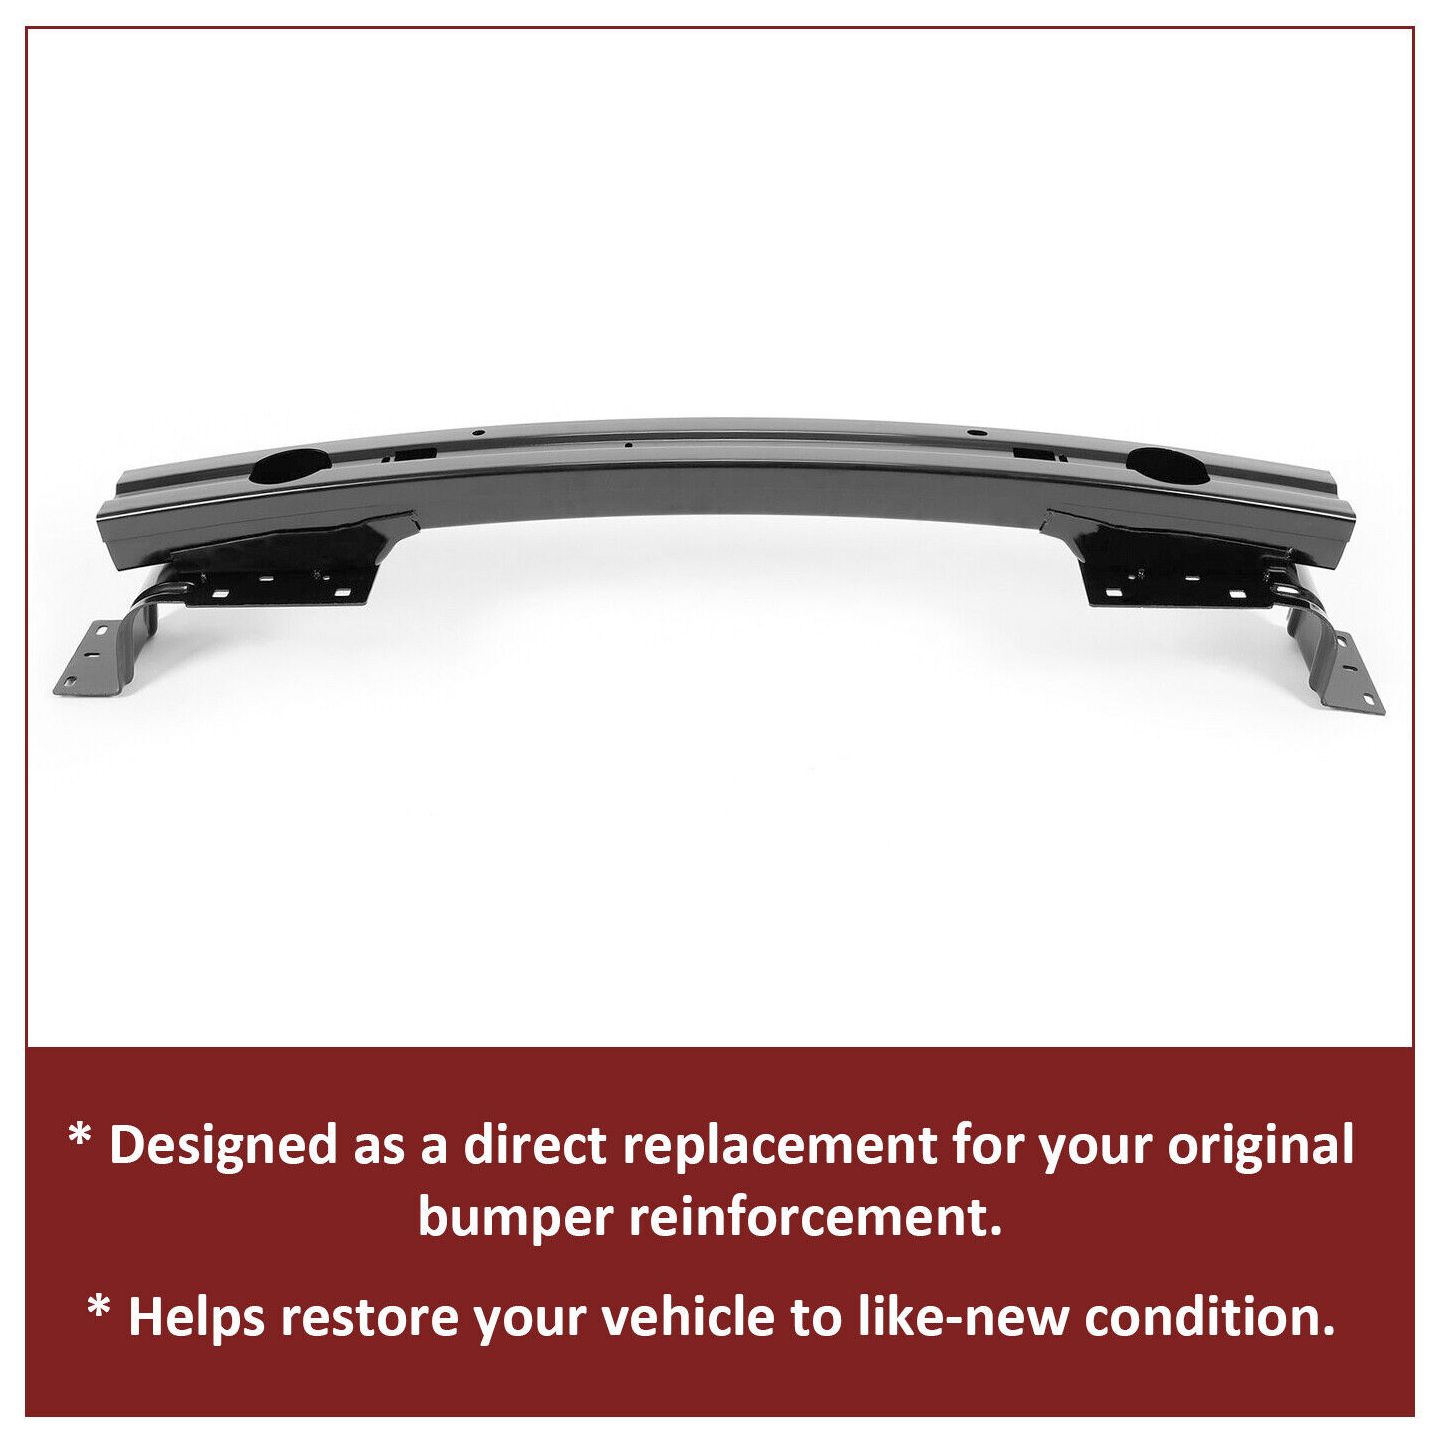 * Designed as a direct replacement for your original
bumper reinforcement.
* Helps restore your vehicle to like-new condition.